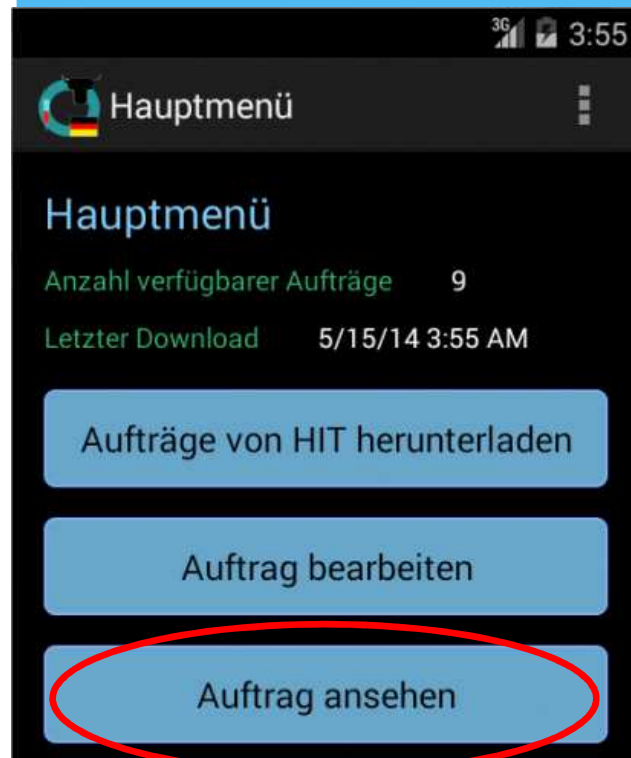 3G 3:55
Hauptmenü
Hauptmenü
Anzahl verfügbarer Aufträge 9
Letzter Download 5/15/14 3:55 AM
Aufträge von HIT herunterladen
Auftrag bearbeiten
Auftrag ansehen